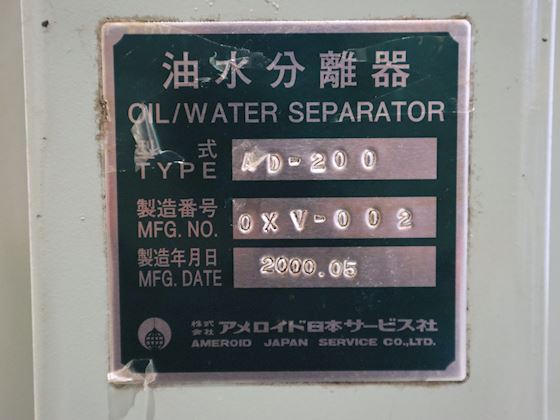 油水分離器
OIL/WATER SEPARATOR
型式 AD-200
TYPE
製造番号 0XV-002
MFG. NO.
製造年月日 2000.05
MFG. DATE
株式会社 アメロイド日本サービス社
AMEROID JAPAN SERVICE CO.,LTD.